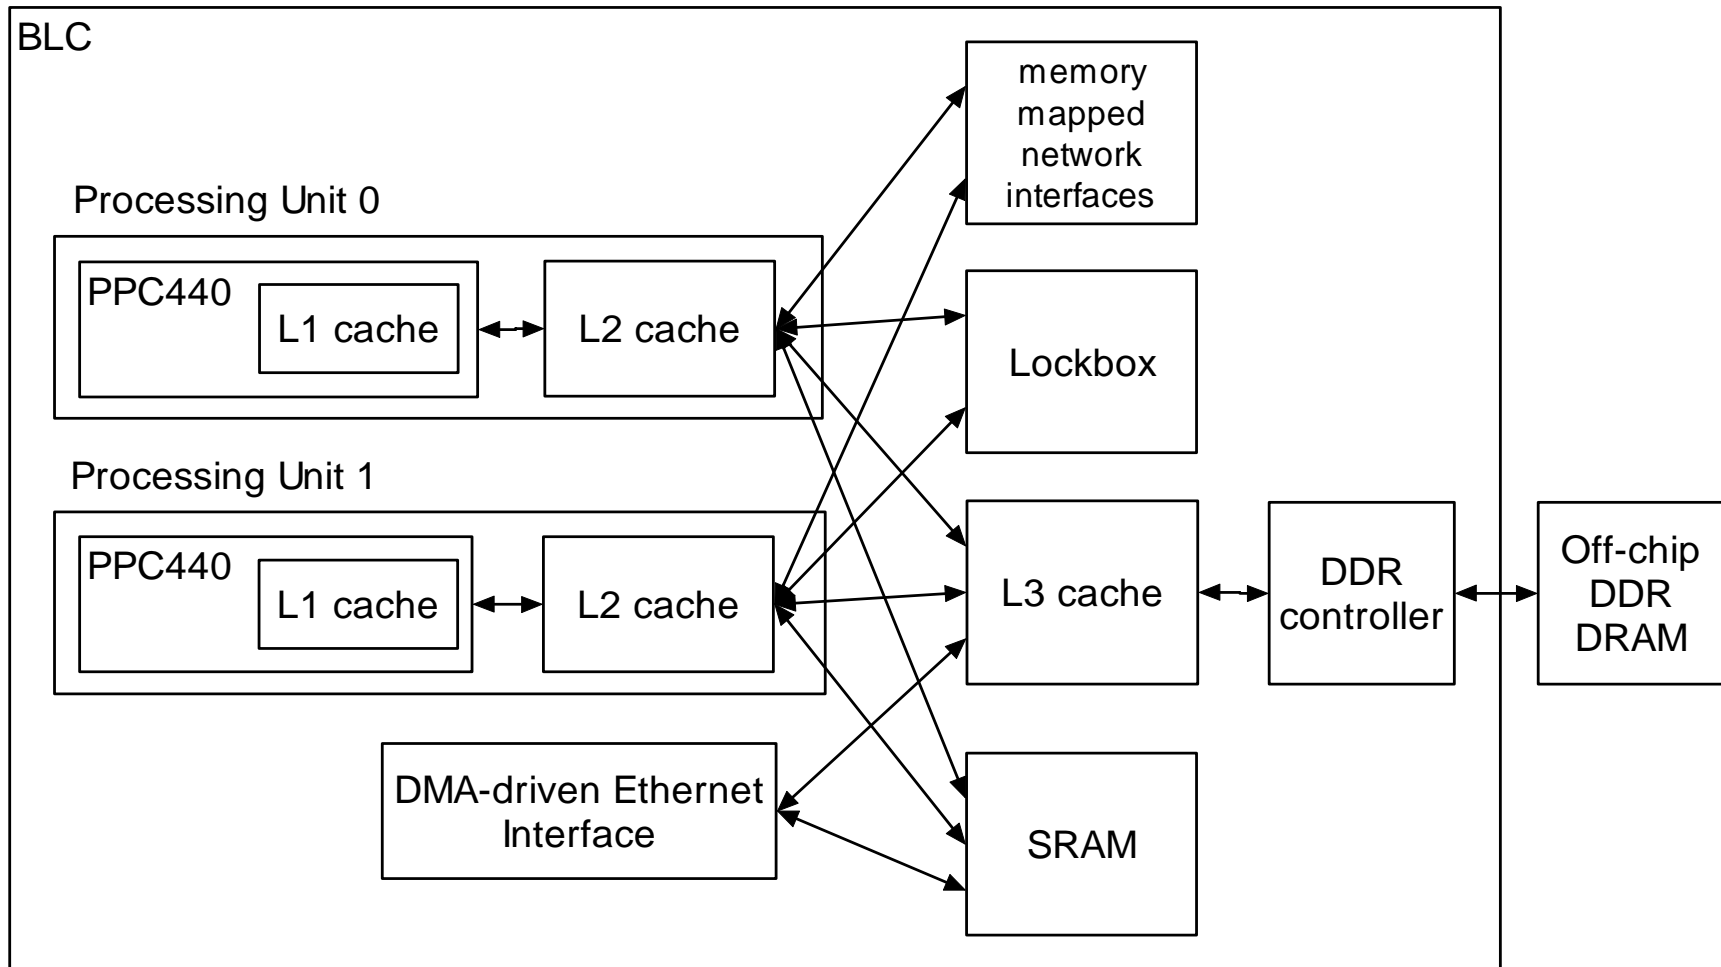 BLC
memory
mapped
network
interfaces
Processing Unit 0
PPC440
L1 cache
L2 cache
Lockbox
Processing Unit 1
PPC440
L1 cache
L2 cache
L3 cache
DDR
controller
Off-chip
DDR
DRAM
DMA-driven Ethernet
Interface
SRAM